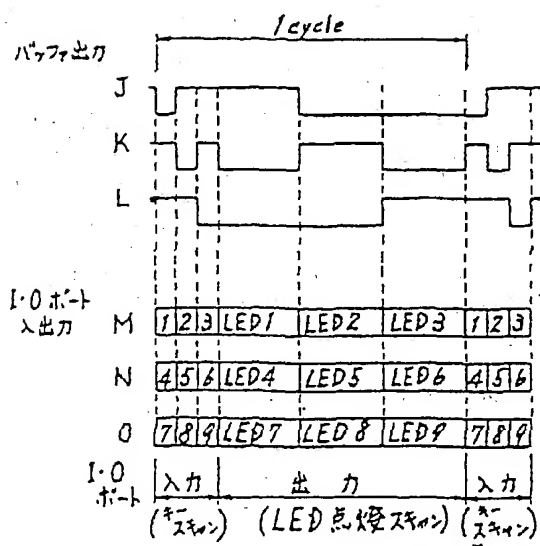 1 cycle
バッファ出力
J
K
L
I・O ポート
入出力
M 1 2 3 LED1 LED2 LED3 1 2 3
N 4 5 6 LED4 LED5 LED6 4 5 6
O 7 8 9 LED7 LED8 LED9 7 8 9
I・O
ポート
入力 出力 入力
(キースキャン) (LED点燈スキャン) (キースキャン)